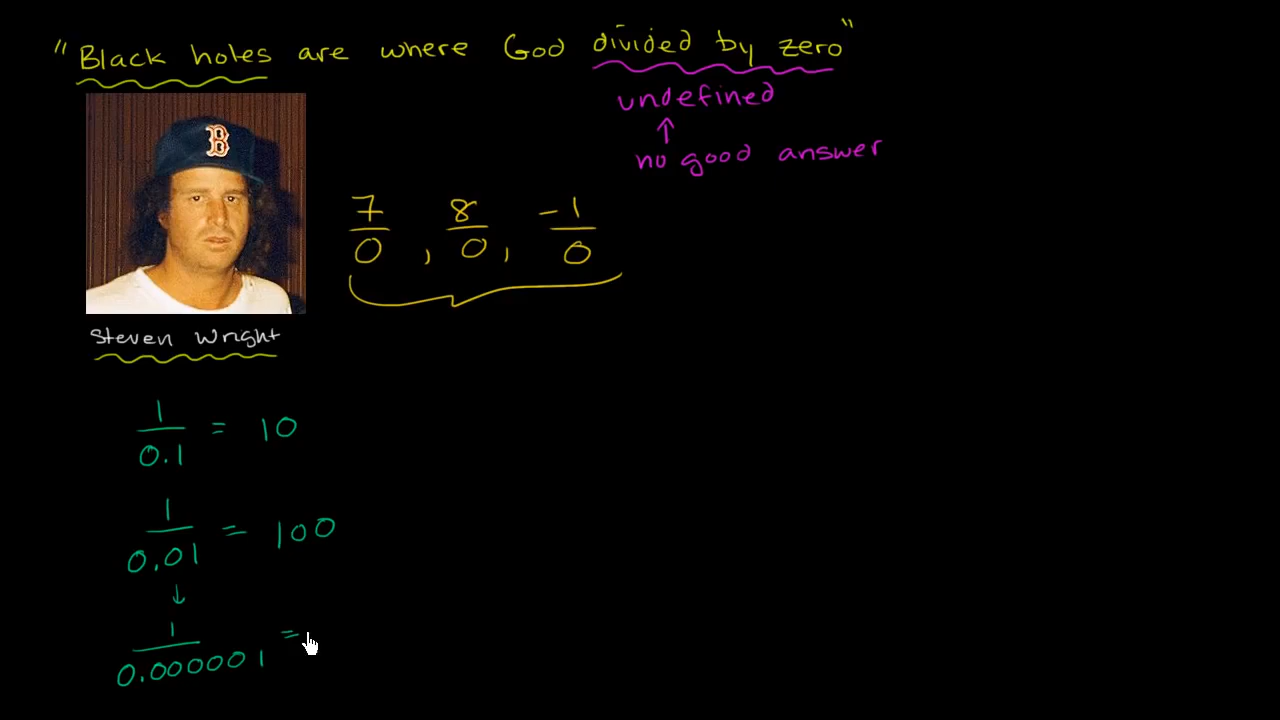 "Black holes are where God divided by zero"
undefined
↑
no good answer
B
7/0, 8/0, -1/0
Steven Wright
1/0.1 = 10
1/0.01 = 100
↓
1/0.000001 =